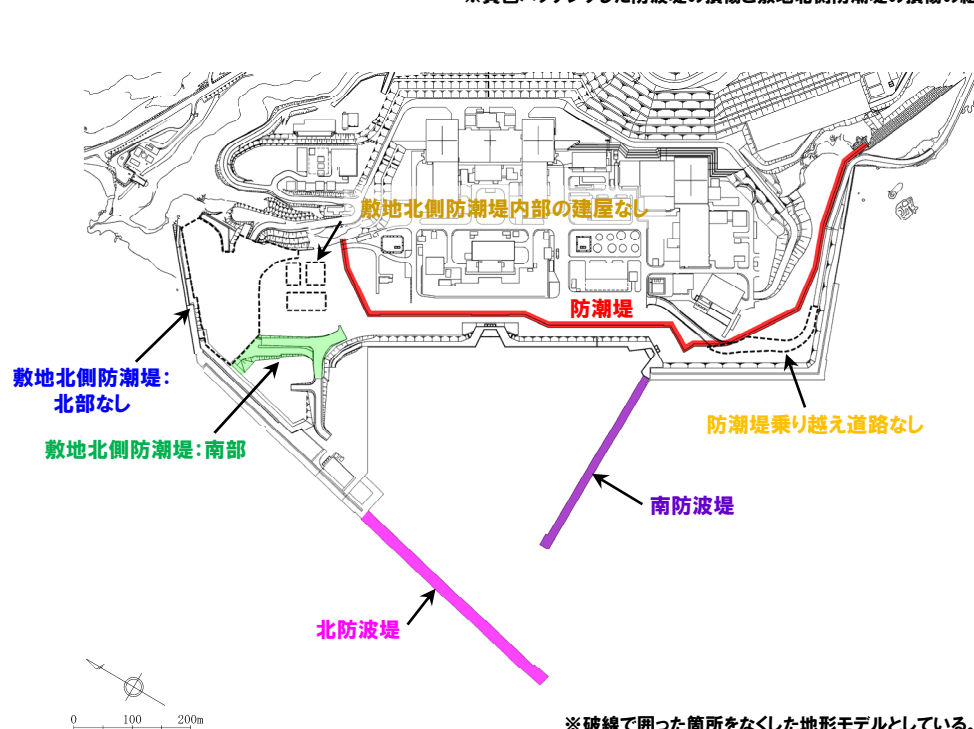 敷地北側防潮堤内部の建屋なし
防潮堤
敷地北側防潮堤:
北部なし
防潮堤乗り越え道路なし
敷地北側防潮堤:南部
南防波堤
北防波堤
0 100 200m
※破線で囲った箇所をなくした地形モデルとしている。